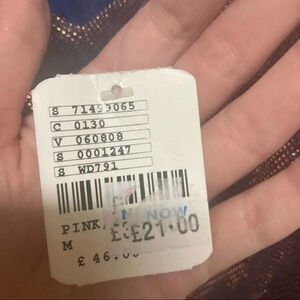 S 71499065
C 0130
V 060808
S 0001247
S WD791
PINK
NOW
M
£21.00
£ 46.00